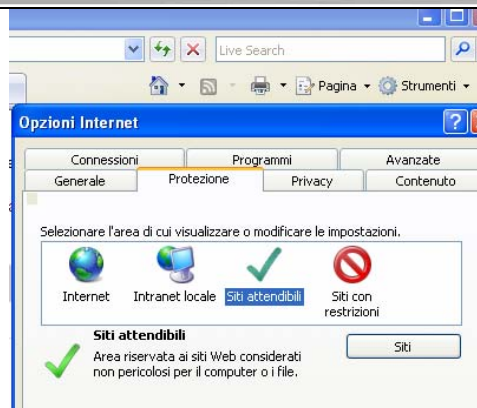 Live Search
Pagina Strumenti
Opzioni Internet
Connessioni Programmi Avanzate
Generale Protezione Privacy Contenuto
Selezionare l'area di cui visualizzare o modificare le impostazioni.
Internet Intranet locale Siti attendibili Siti con
restrizioni
Siti attendibili Siti
Area riservata ai siti Web considerati
non pericolosi per il computer o i file.